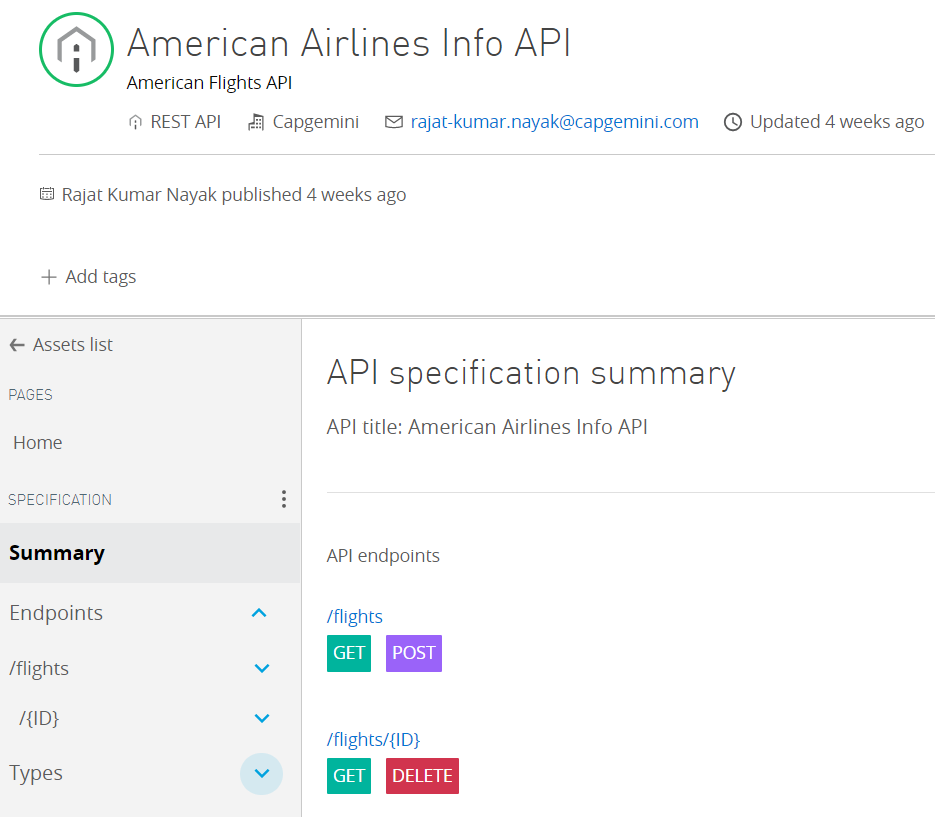 American Airlines Info API
American Flights API
REST API Capgemini rajat-kumar.nayak@capgemini.com Updated 4 weeks ago
Rajat Kumar Nayak published 4 weeks ago
+ Add tags
← Assets list
PAGES
Home
SPECIFICATION
Summary
Endpoints
/flights
/{ID}
Types
API specification summary
API title: American Airlines Info API
API endpoints
/flights
GET POST
/flights/{ID}
GET DELETE